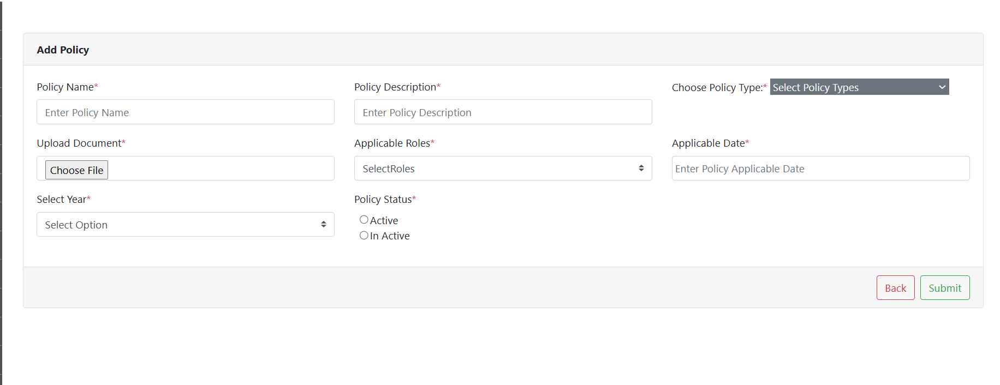 Add Policy
Policy Name*
Policy Description*
Choose Policy Type:* Select Policy Types
Enter Policy Name
Enter Policy Description
Upload Document*
Applicable Roles*
Applicable Date*
Choose File
SelectRoles
Enter Policy Applicable Date
Select Year*
Policy Status*
Select Option
Active
In Active
Back
Submit